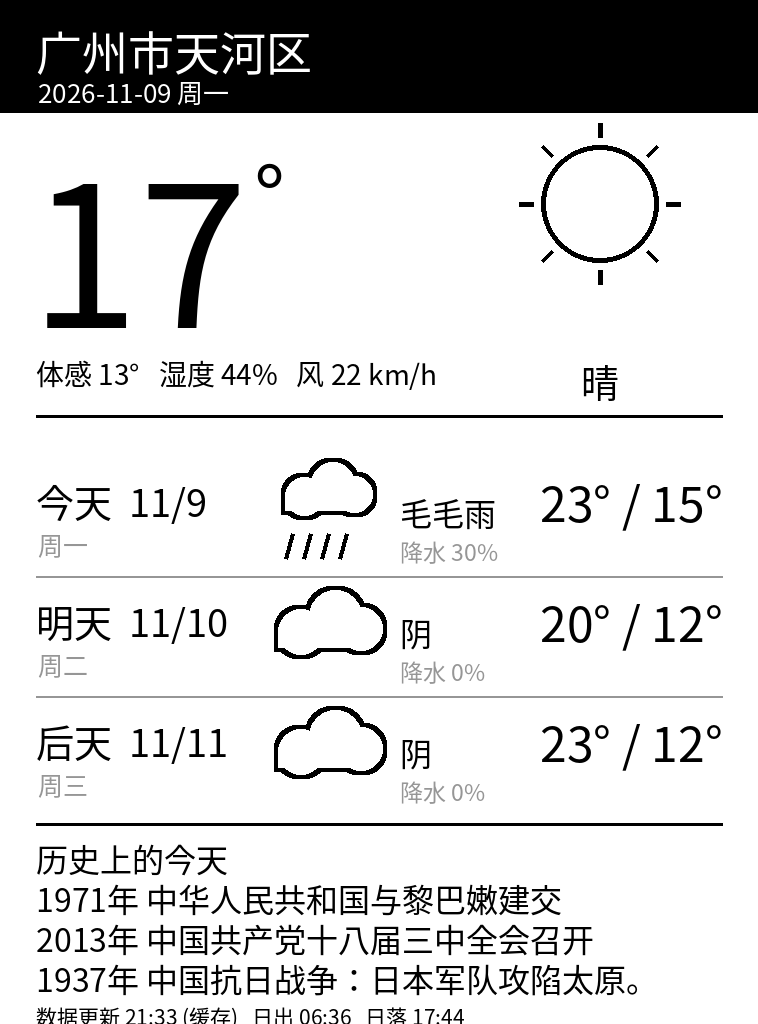 广州市天河区
2026-11-09 周一
17°
体感 13° 湿度 44% 风 22 km/h
晴
今天 11/9
周一
毛毛雨
降水 30%
23° / 15°
明天 11/10
周二
阴
降水 0%
20° / 12°
后天 11/11
周三
阴
降水 0%
23° / 12°
历史上的今天
1971年 中华人民共和国与黎巴嫩建交
2013年 中国共产党十八届三中全会召开
1937年 中国抗日战争：日本军队攻陷太原。
数据更新 21:33 (缓存) 日出 06:36 日落 17:44